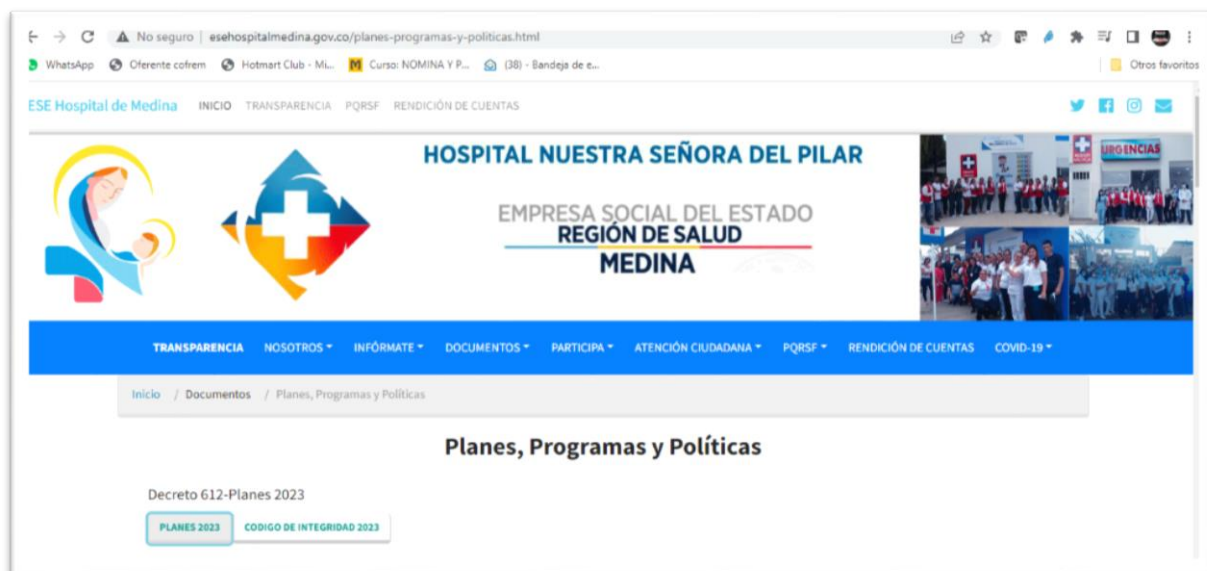 No seguro | esehospitalmedina.gov.co/planes-programas-y-politicas.html
WhatsApp Oferente cofrem Hotmart Club - Mi... Curso: NOMINA Y P... (38) - Bandeja de e... Otros favoritos
ESE Hospital de Medina INICIO TRANSPARENCIA PQRSF RENDICIÓN DE CUENTAS
HOSPITAL NUESTRA SEÑORA DEL PILAR
EMPRESA SOCIAL DEL ESTADO
REGIÓN DE SALUD
MEDINA
URGENCIAS
TRANSPARENCIA NOSOTROS INFÓRMATE DOCUMENTOS PARTICIPA ATENCIÓN CIUDADANA PQRSF RENDICIÓN DE CUENTAS COVID-19
Inicio / Documentos / Planes, Programas y Políticas
Planes, Programas y Políticas
Decreto 612-Planes 2023
PLANES 2023 CODIGO DE INTEGRIDAD 2023